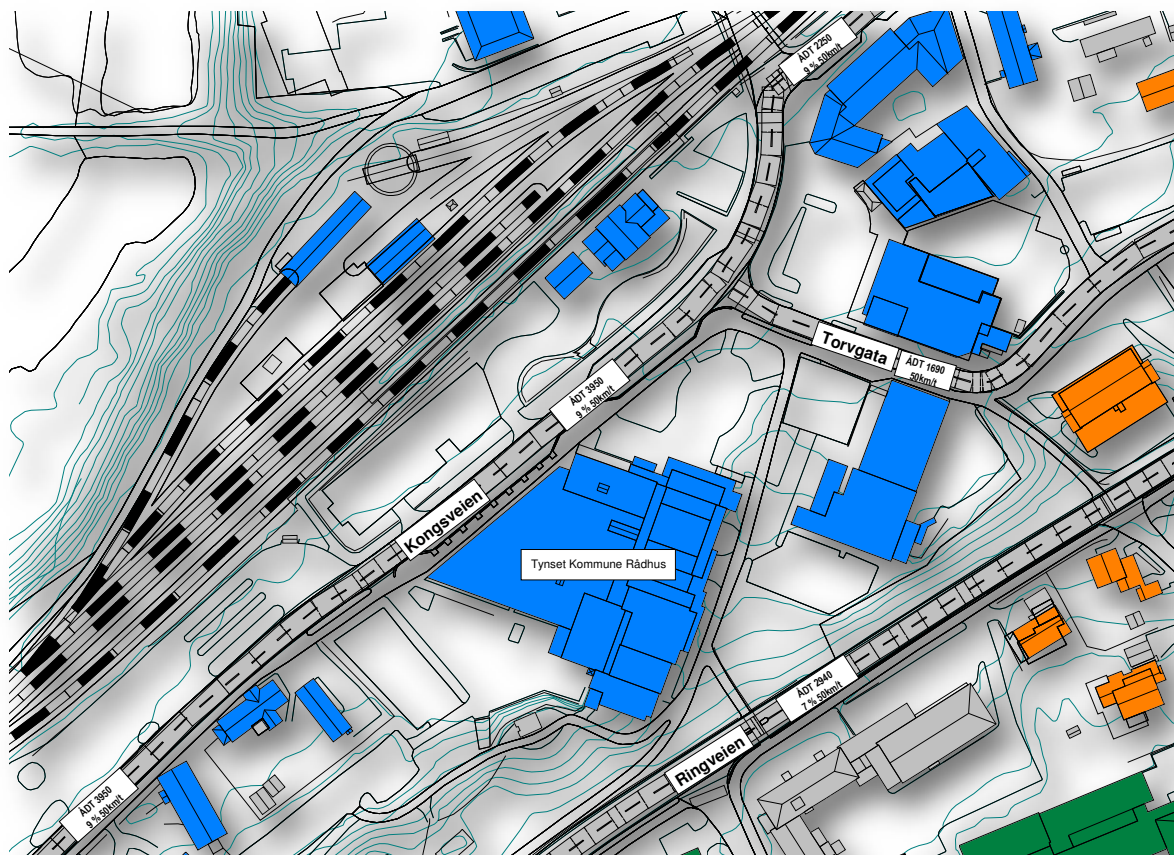 ÅDT 2250
9 % 50km/t
Torvgata
ÅDT 1690
50km/t
ÅDT 3950
9 % 50km/t
Kongsveien
Tynset Kommune Rådhus
ÅDT 2940
7 % 50km/t
Ringveien
ÅDT 3950
9 % 50km/t